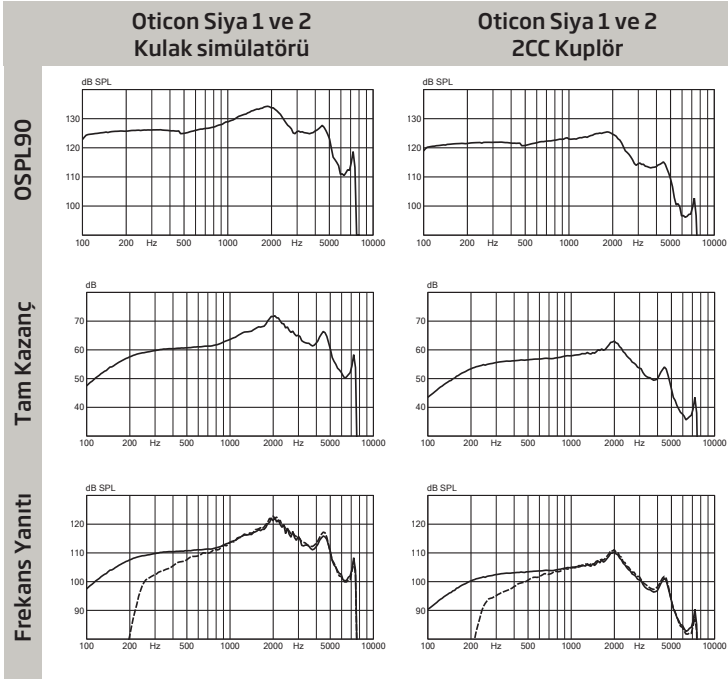 Oticon Siya 1 ve 2
Kulak simülatörü
Oticon Siya 1 ve 2
2CC Kuplör
OSPL90
dB SPL
130
120
110
100
100 200 Hz 500 1000 2000 Hz 5000 10000
dB SPL
130
120
110
100
100 200 Hz 500 1000 2000 Hz 5000 10000
Tam Kazanç
dB
70
60
50
40
100 200 Hz 500 1000 2000 Hz 5000 10000
dB
70
60
50
40
100 200 Hz 500 1000 2000 Hz 5000 10000
Frekans Yanıtı
dB SPL
120
110
100
90
100 200 Hz 500 1000 2000 Hz 5000 10000
dB SPL
120
110
100
90
100 200 Hz 500 1000 2000 Hz 5000 10000